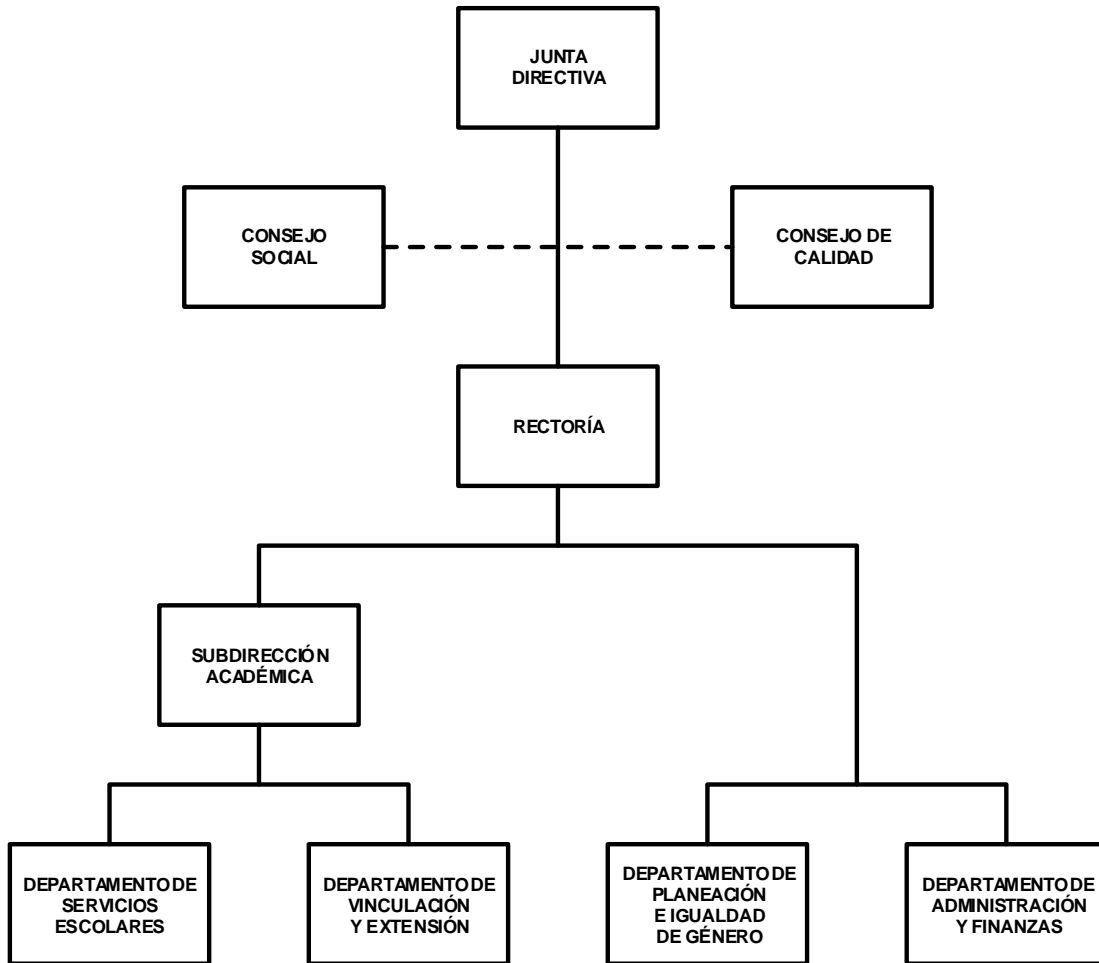 JUNTA
DIRECTIVA
CONSEJO
SOCIAL
CONSEJO DE
CALIDAD
RECTORÍA
SUBDIRECCIÓN
ACADÉMICA
DEPARTAMENTO DE
SERVICIOS
ESCOLARES
DEPARTAMENTO DE
VINCULACIÓN
Y EXTENSIÓN
DEPARTAMENTO DE
PLANEACIÓN
E IGUALDAD
DE GÉNERO
DEPARTAMENTO DE
ADMINISTRACIÓN
Y FINANZAS